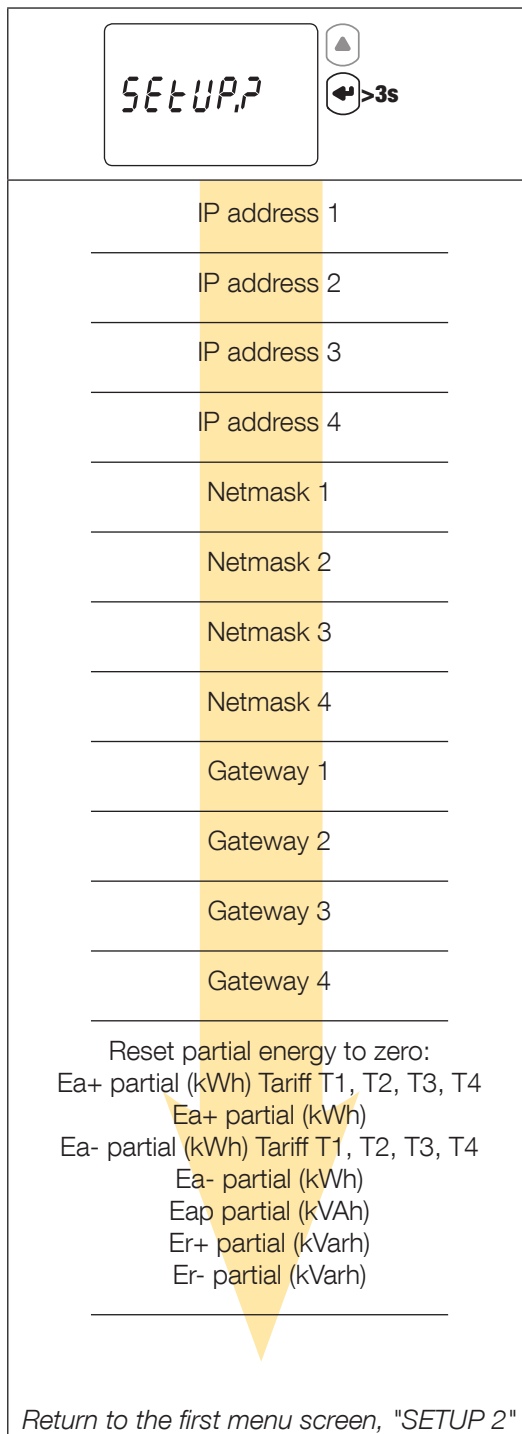 SEtUP.?
>3s
IP address 1
IP address 2
IP address 3
IP address 4
Netmask 1
Netmask 2
Netmask 3
Netmask 4
Gateway 1
Gateway 2
Gateway 3
Gateway 4
Reset partial energy to zero:
Ea+ partial (kWh) Tariff T1, T2, T3, T4
Ea+ partial (kWh)
Ea- partial (kWh) Tariff T1, T2, T3, T4
Ea- partial (kWh)
Eap partial (kVAh)
Er+ partial (kVarh)
Er- partial (kVarh)
Return to the first menu screen, "SETUP 2"